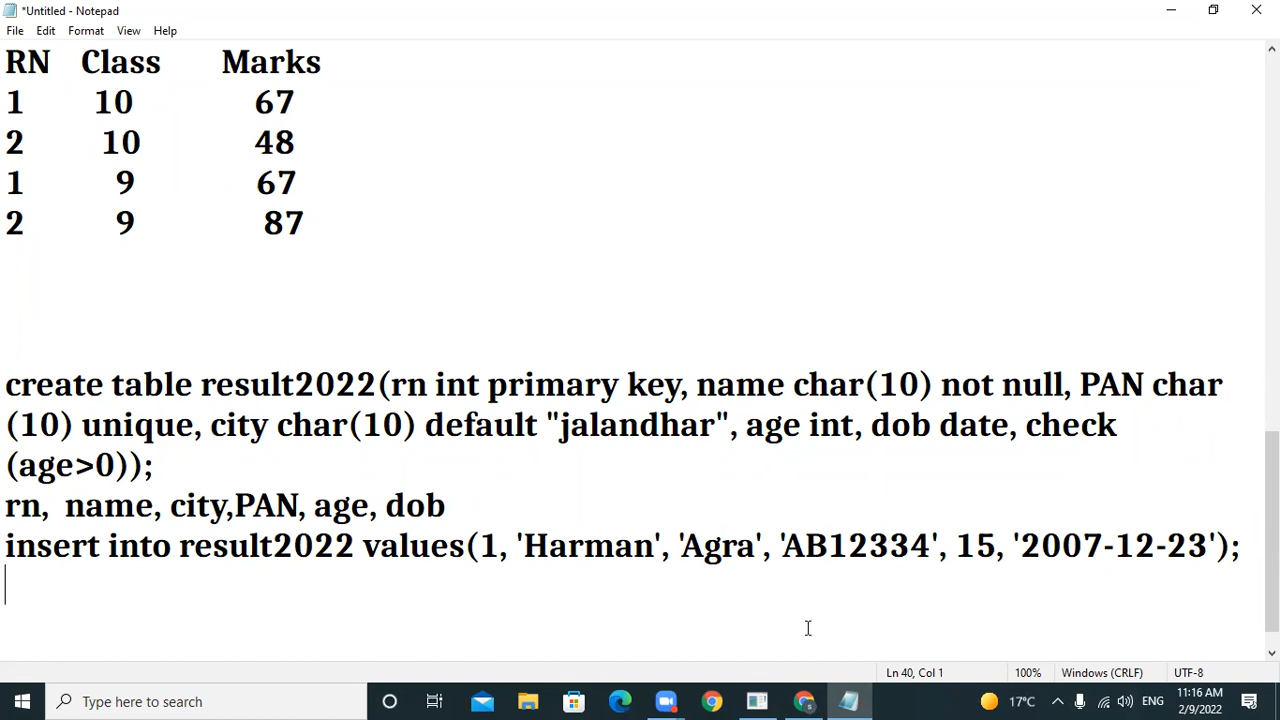 *Untitled - Notepad
File Edit Format View Help
RN Class Marks
1 10 67
2 10 48
1 9 67
2 9 87
create table result2022(rn int primary key, name char(10) not null, PAN char
(10) unique, city char(10) default "jalandhar", age int, dob date, check
(age>0));
rn, name, city,PAN, age, dob
insert into result2022 values(1, 'Harman', 'Agra', 'AB12334', 15, '2007-12-23');
Ln 40, Col 1 100% Windows (CRLF) UTF-8
Type here to search 17°C ENG 11:16 AM
2/9/2022